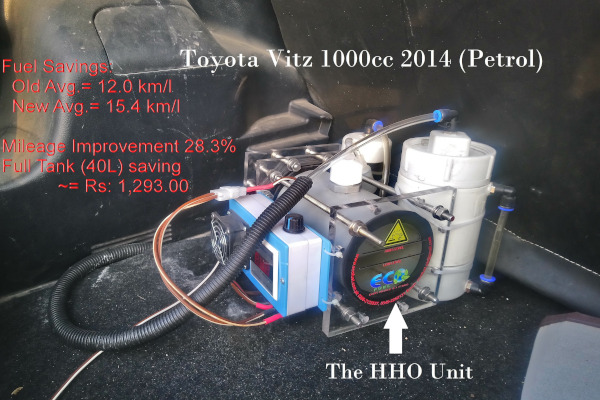 Toyota Vitz 1000cc 2014 (Petrol)
Fuel Savings:
Old Avg.= 12.0 km/l
New Avg.= 15.4 km/l
Mileage Improvement 28.3%
Full Tank (40L) saving
~= Rs: 1,293.00
ECO
The HHO Unit